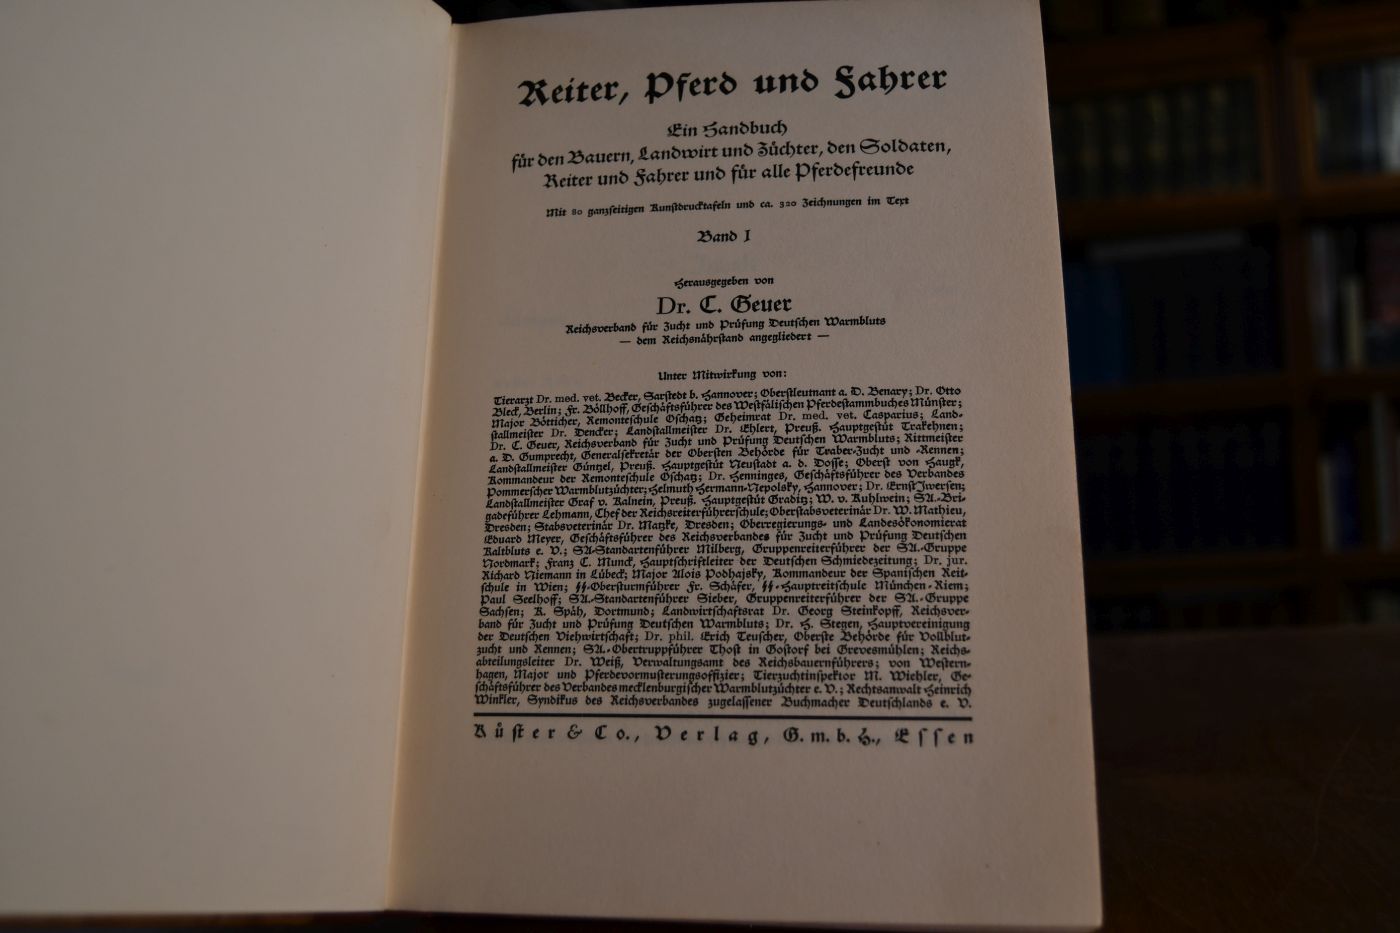 Reiter, Pferd und Fahrer
Ein Handbuch
für den Bauern, Landwirt und Züchter, den Soldaten,
Reiter und Fahrer und für alle Pferdefreunde
Mit 80 ganzseitigen Kunstdrucktafeln und ca. 320 Zeichnungen im Text
Band I
Herausgegeben von
Dr. C. Geuer
Reichsverband für Zucht und Prüfung Deutschen Warmbluts
— dem Reichsnährstand angegliedert —
Unter Mitwirkung von:
Tierarzt Dr. med. vet. Becker, Sarstedt b. Hannover; Oberstleutnant a. D. Benary; Dr. Otto
Bleck, Berlin; Fr. Böllhoff, Geschäftsführer des Westfälischen Pferdestammbuches Münster;
Major Bötticher, Remonteschule Oschatz; Geheimrat Dr. med. vet. Casparius; Land-
stallmeister Dr. Dencker; Landstallmeister Dr. Ehlert, Preuß. Hauptgestüt Trakehnen;
Dr. C. Geuer, Reichsverband für Zucht und Prüfung Deutschen Warmbluts; Rittmeister
a. D. Gumprecht, Generalsekretär der Obersten Behörde für Traber-Zucht und -Rennen;
Landstallmeister Güntzel, Preuß. Hauptgestüt Neustadt a. d. Dosse; Oberst von Haugk,
Kommandeur der Remonteschule Oschatz; Dr. Henninges, Geschäftsführer des Verbandes
Pommerscher Warmblutzüchter; Helmuth Hermann-Nepolsky, Hannover; Dr. Ernst Iwersen;
Landstallmeister Graf v. Kalnein, Preuß. Hauptgestüt Graditz; W. v. Kuhlwein; SA.-Bri-
gadeführer Lehmann, Chef der Reichsreiterführerschule; Oberstabsveterinär Dr. W. Mathieu,
Dresden; Stabsveterinär Dr. Matzke, Dresden; Oberregierungs- und Landesökonomierat
Eduard Meyer, Geschäftsführer des Reichsverbandes für Zucht und Prüfung Deutschen
Kaltbluts e. V.; SA-Standartenführer Milberg, Gruppenreiterführer der SA.-Gruppe
Nordmark; Franz C. Munck, Hauptschriftleiter der Deutschen Schmiedezeitung; Dr. jur.
Richard Niemann in Lübeck; Major Alois Podhajsky, Kommandeur der Spanischen Reit-
schule in Wien; SS-Obersturmführer Fr. Schäfer, SS-Hauptreitschule München-Riem;
Paul Seelhoff; SA.-Standartenführer Sieber, Gruppenreiterführer der SA.-Gruppe
Sachsen; K. Späh, Dortmund; Landwirtschaftsrat Dr. Georg Steinkopff, Reichsver-
band für Zucht und Prüfung Deutschen Warmbluts; Dr. H. Stegen, Hauptvereinigung
der Deutschen Viehwirtschaft; Dr. phil. Erich Teuscher, Oberste Behörde für Vollblut-
zucht und Rennen; SA.-Obertruppführer Thost in Gostorf bei Grevesmühlen; Reichs-
abteilungsleiter Dr. Weiß, Verwaltungsamt des Reichsbauernführers; von Western-
hagen, Major und Pferdevormusterungsoffizier; Tierzuchtinspektor M. Wiehler, Ge-
schäftsführer des Verbandes mecklenburgischer Warmblutzüchter e. V.; Rechtsanwalt Heinrich
Winkler, Syndikus des Reichsverbandes zugelassener Buchmacher Deutschlands e. V.
Küster & Co., Verlag, G. m. b. H., Essen